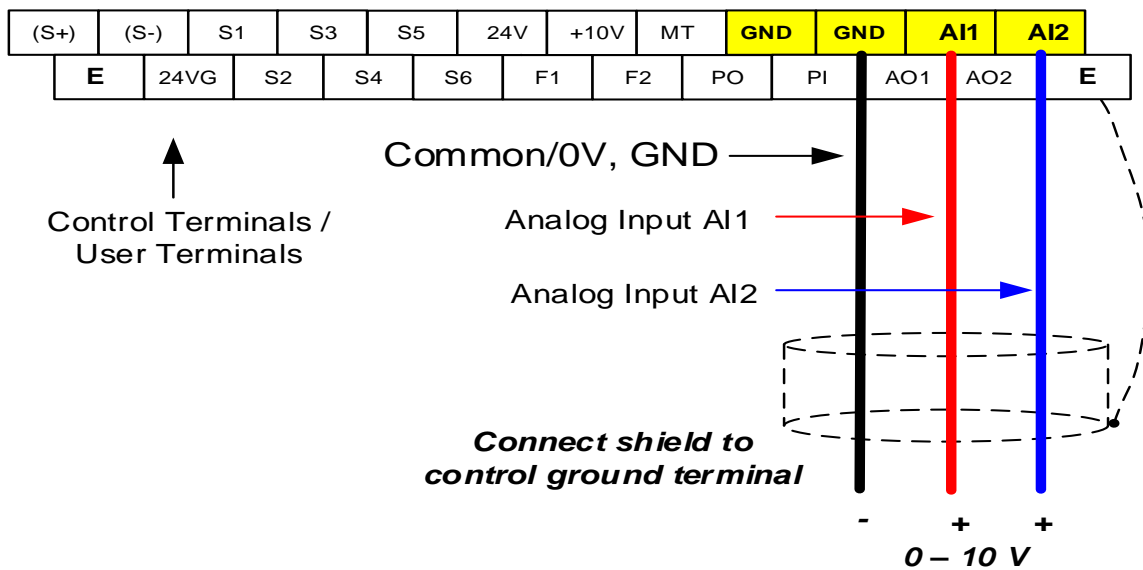 (S+) (S-) S1 S3 S5 24V +10V MT GND GND AI1 AI2
E 24VG S2 S4 S6 F1 F2 PO PI AO1 AO2 E
Common/0V, GND
Control Terminals /
User Terminals
Analog Input AI1
Analog Input AI2
Connect shield to
control ground terminal
- + +
0 – 10 V